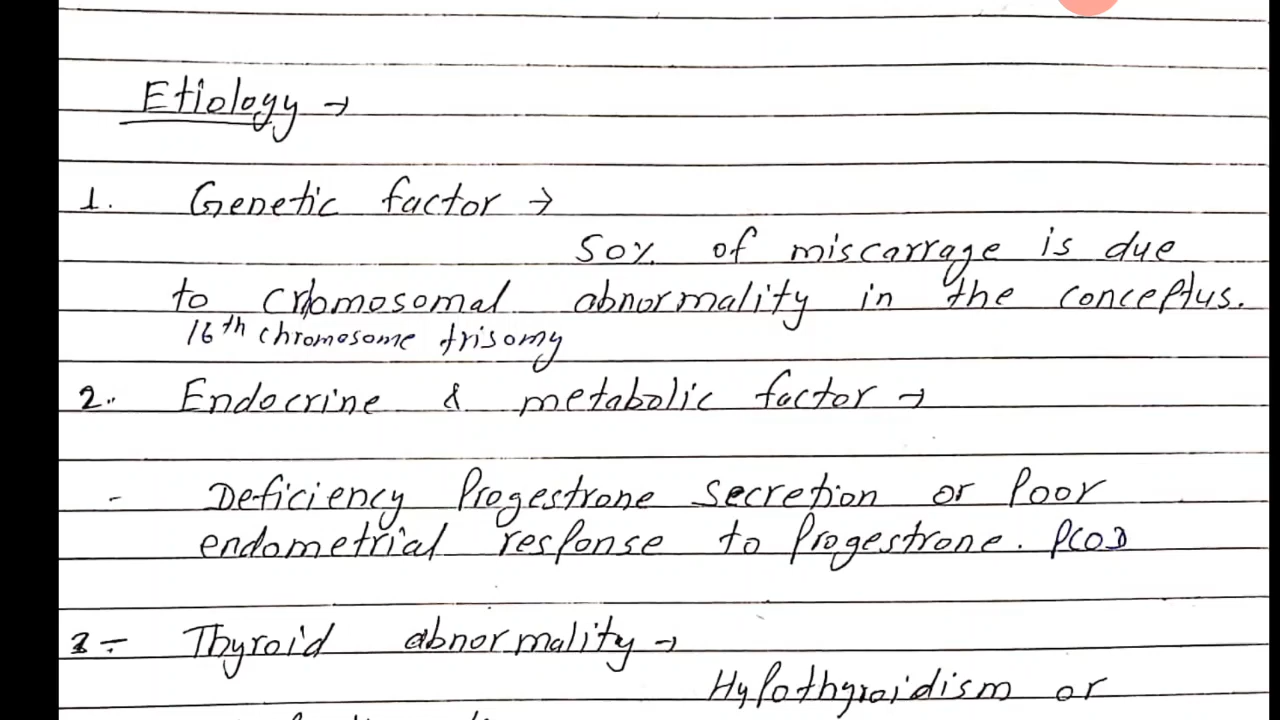 Etiology →
1. Genetic factor →
50% of miscarrage is due
to chromosomal abnormality in the conceptus.
16th chromosome trisomy
2. Endocrine & metabolic factor →
- Deficiency Progestrone secretion or Poor
endometrial response to Progestrone. PCOD
3- Thyroid abnormality →
Hypothyroidism or